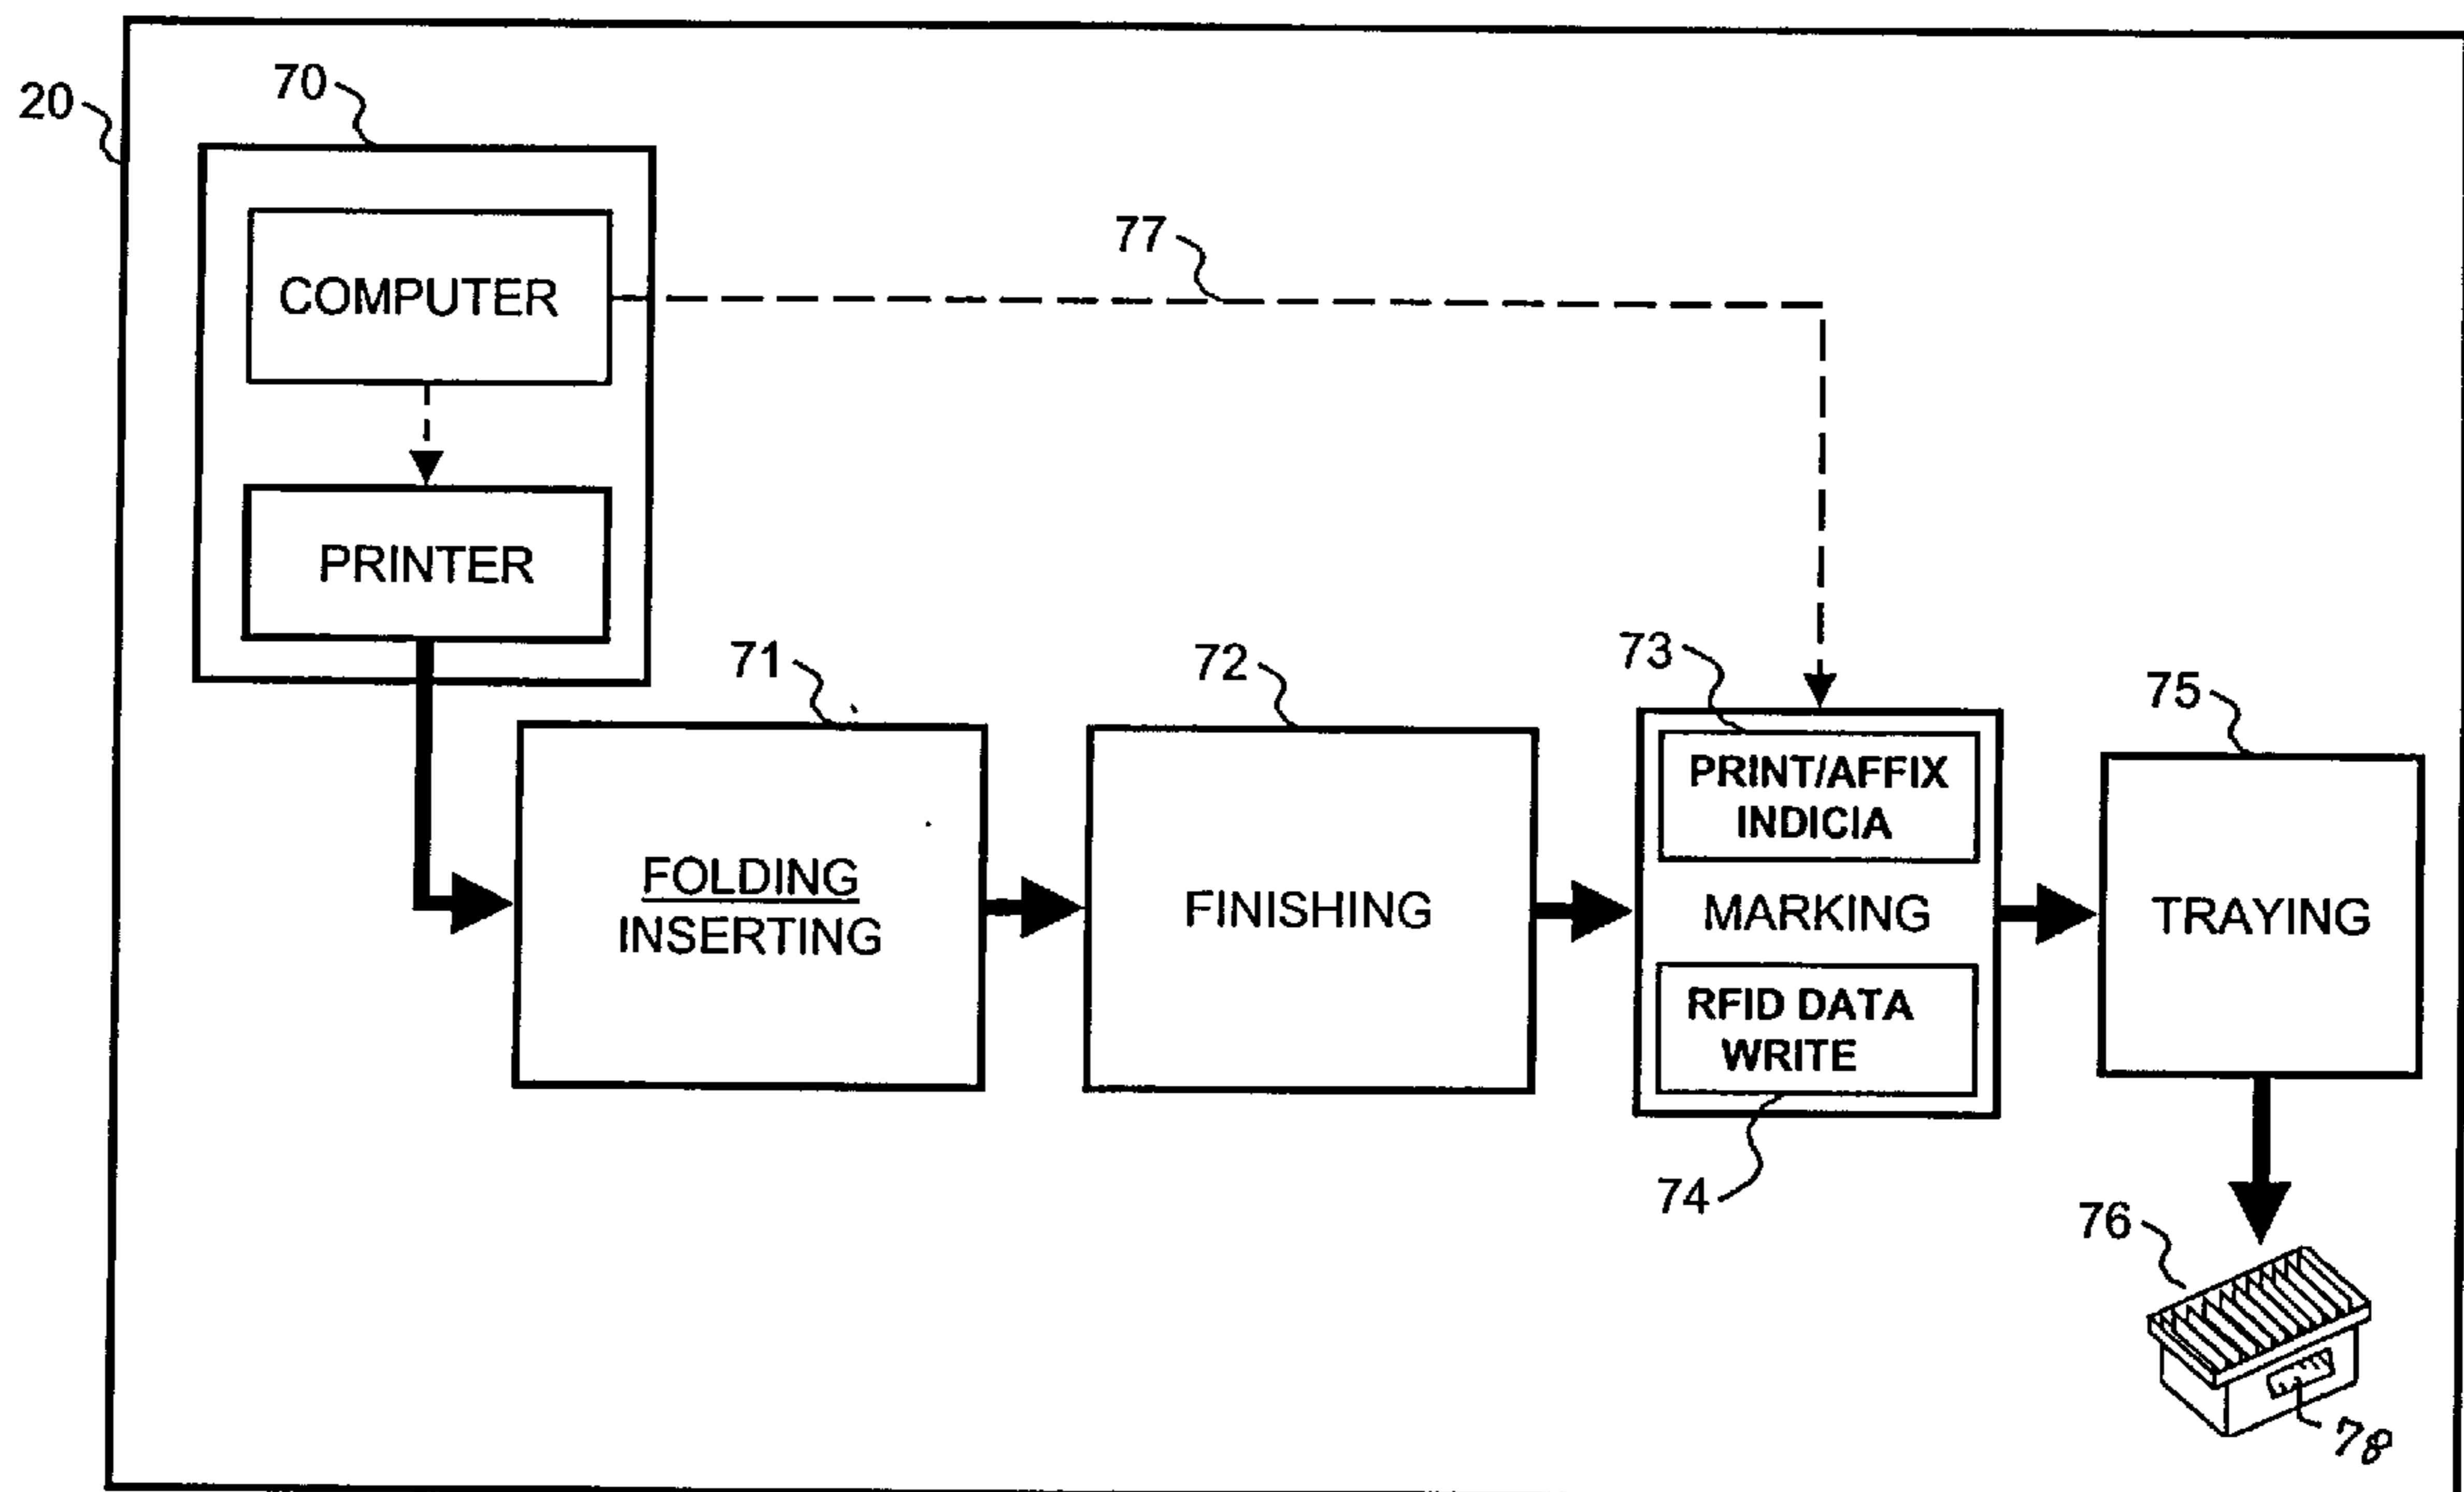 20
70
COMPUTER
77
PRINTER
71
72
73
75
FOLDING
INSERTING
FINISHING
PRINT/AFFIX
INDICIA
MARKING
RFID DATA
WRITE
TRAYING
74
76
78